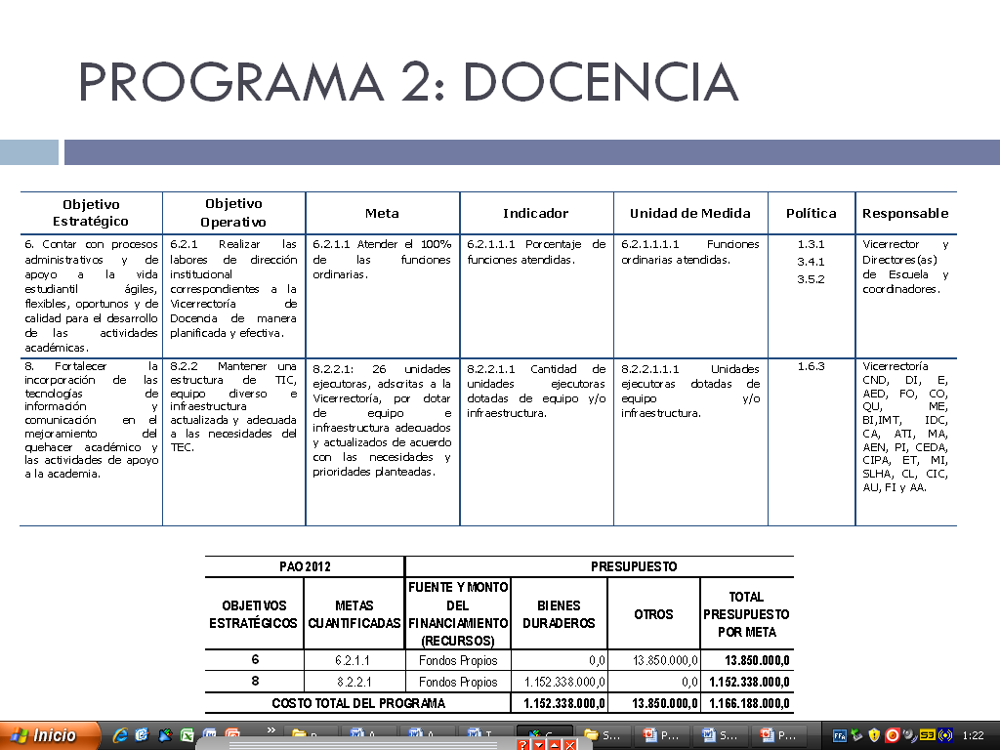 PROGRAMA 2: DOCENCIA
Objetivo
Estratégico
Objetivo
Operativo
Meta
Indicador
Unidad de Medida
Política
Responsable
6. Contar con procesos
administrativos y de
apoyo a la vida
estudiantil ágiles,
flexibles, oportunos y de
calidad para el desarrollo
de las actividades
académicas.
6.2.1 Realizar las
labores de dirección
institucional
correspondientes a la
Vicerrectoría de
Docencia de manera
planificada y efectiva.
6.2.1.1 Atender el 100%
de las funciones
ordinarias.
6.2.1.1.1 Porcentaje de
funciones atendidas.
6.2.1.1.1.1 Funciones
ordinarias atendidas.
1.3.1
3.4.1
3.5.2
Vicerrector y
Directores(as)
de Escuela y
coordinadores.
8. Fortalecer la
incorporación de las
tecnologías de
información y
comunicación en el
mejoramiento del
quehacer académico y
las actividades de apoyo
a la academia.
8.2.2 Mantener una
estructura de TIC,
equipo diverso e
infraestructura
actualizada y adecuada
a las necesidades del
TEC.
8.2.2.1: 26 unidades
ejecutoras, adscritas a la
Vicerrectoría, por dotar
de equipo e
infraestructura adecuados
y actualizados de acuerdo
con las necesidades y
prioridades planteadas.
8.2.2.1.1 Cantidad de
unidades ejecutoras
dotadas de equipo y/o
infraestructura.
8.2.2.1.1.1 Unidades
ejecutoras dotadas de
equipo y/o
infraestructura.
1.6.3
Vicerrectoría
CND, DI, E,
AED, FO, CO,
QU, ME,
BI,IMT, IDC,
CA, ATI, MA,
AEN, PI, CEDA,
CIPA, ET, MI,
SLHA, CL, CIC,
AU, FI y AA.
PAO 2012
PRESUPUESTO
OBJETIVOS
ESTRATÉGICOS
METAS
CUANTIFICADAS
FUENTE Y MONTO
DEL
FINANCIAMIENTO
(RECURSOS)
BIENES
DURADEROS
OTROS
TOTAL
PRESUPUESTO
POR META
6 6.2.1.1 Fondos Propios 0,0 13.850.000,0 13.850.000,0
8 8.2.2.1 Fondos Propios 1.152.338.000,0 0,0 1.152.338.000,0
COSTO TOTAL DEL PROGRAMA 1.152.338.000,0 13.850.000,0 1.166.188.000,0
Inicio » A... A... T... C... S... P... S... P... 1:22